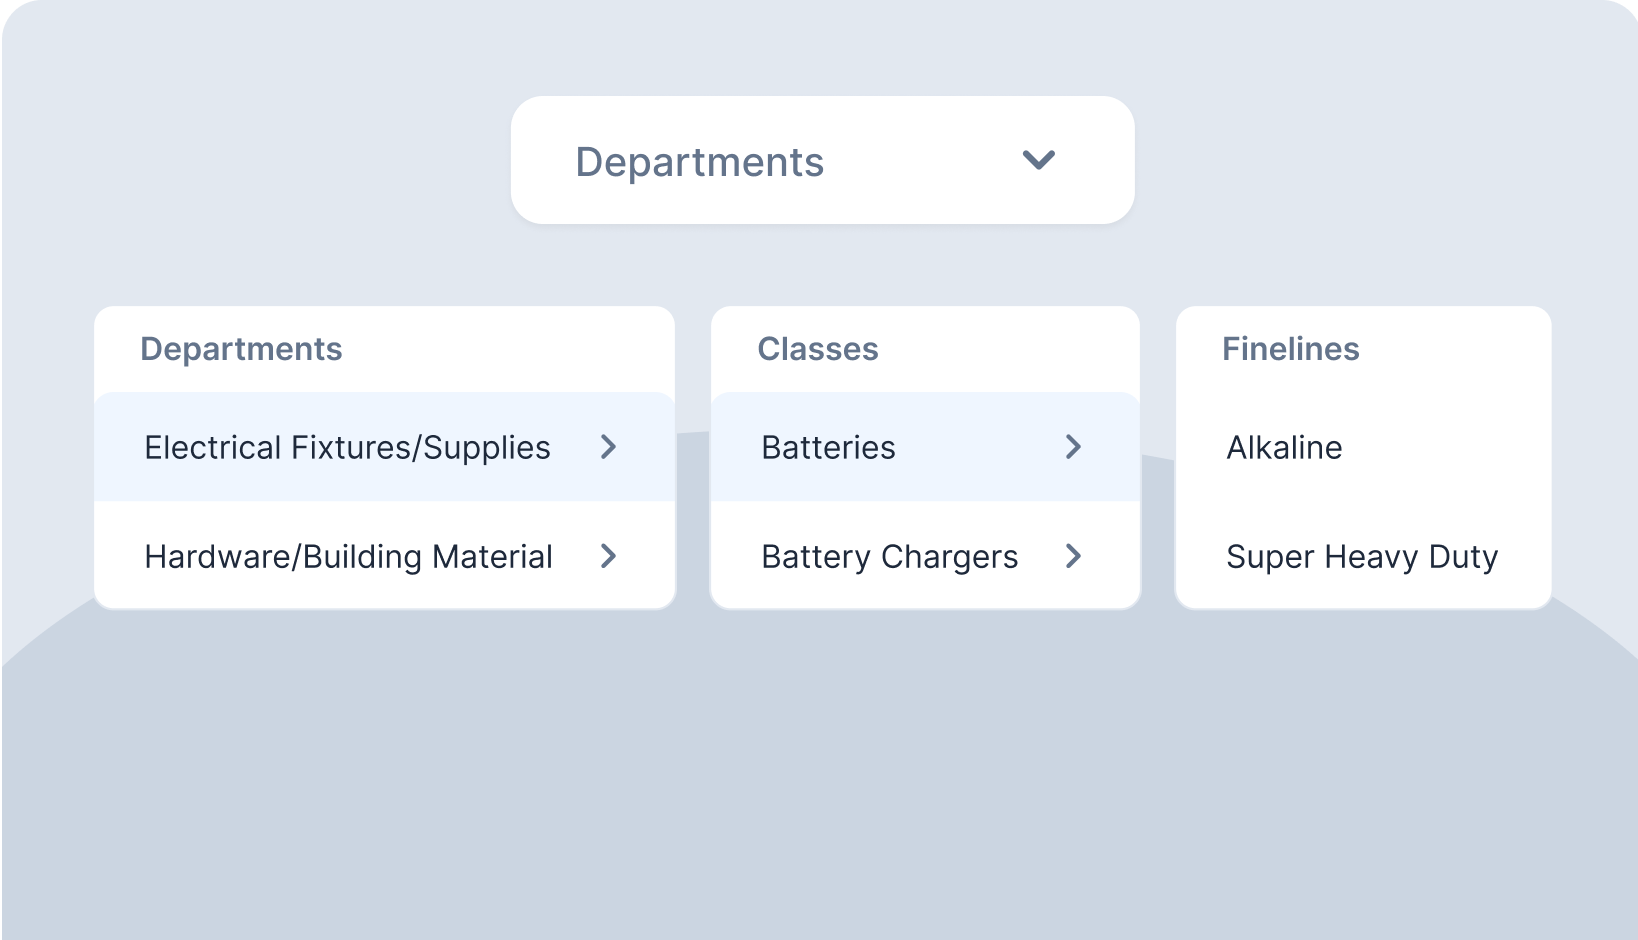 Departments
Departments
Electrical Fixtures/Supplies
Hardware/Building Material
Classes
Batteries
Battery Chargers
Finelines
Alkaline
Super Heavy Duty